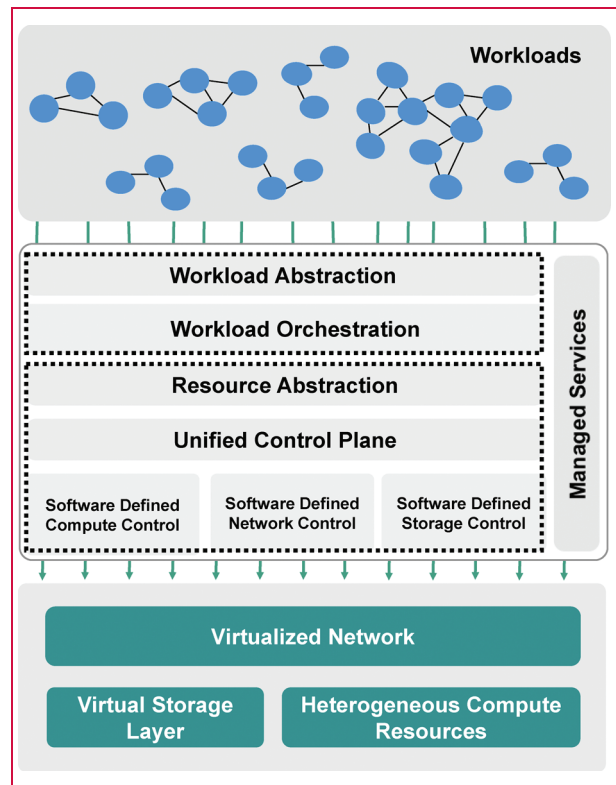 Workloads
Workload Abstraction
Workload Orchestration
Resource Abstraction
Unified Control Plane
Software Defined
Compute Control
Software Defined
Network Control
Software Defined
Storage Control
Managed Services
Virtualized Network
Virtual Storage
Layer
Heterogeneous Compute
Resources